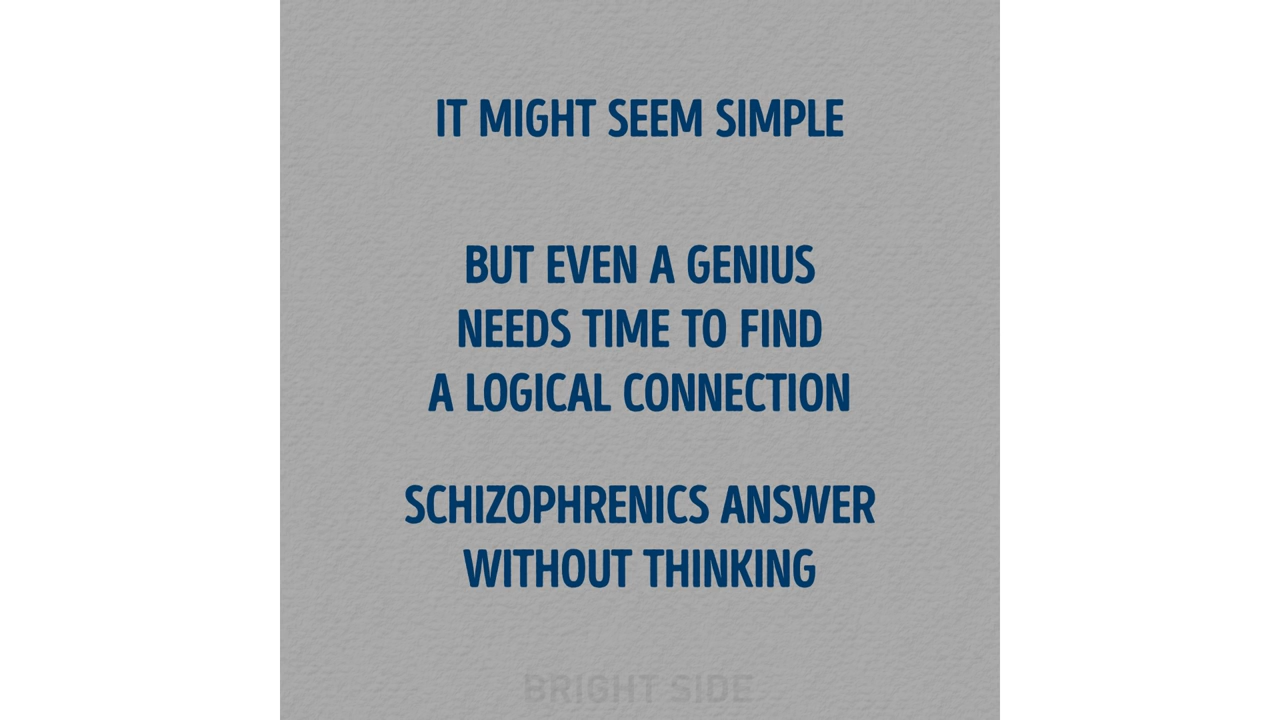 IT MIGHT SEEM SIMPLE
BUT EVEN A GENIUS
NEEDS TIME TO FIND
A LOGICAL CONNECTION
SCHIZOPHRENICS ANSWER
WITHOUT THINKING
BRIGHT SIDE